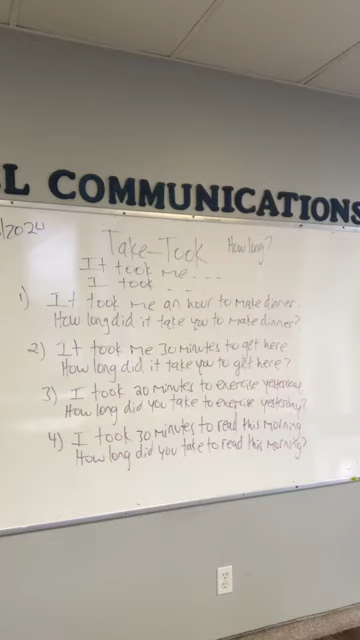 L COMMUNICATIONS
/2024
Take-Took How long?
It took me ...
I took ...
1) It took me an hour to make dinner.
How long did it take you to make dinner?
2) It took me 30 minutes to get here
How long did it take you to get here?
3) I took 20 minutes to exercise yesterday
How long did you take to exercise yesterday?
4) I took 30 minutes to read this morning
How long did you take to read this morning?